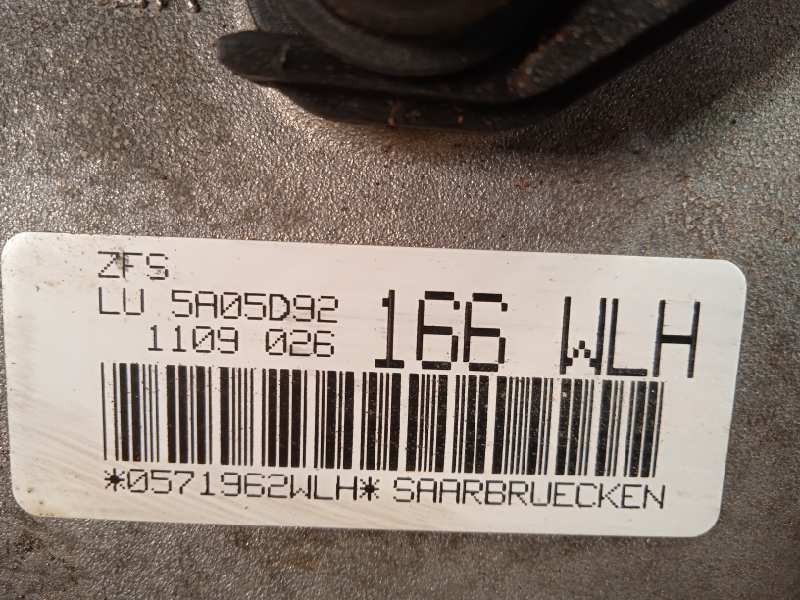 ZFS
LU 5A05D92
1109 026
166 WLH
*0571962WLH* SAARBRUECKEN